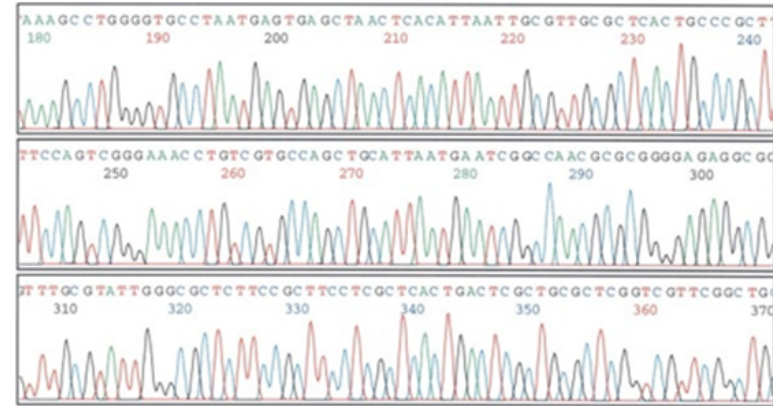 AAAGCCTGGGGTGCCTAATGAGTGAGCTAACTCACATTAATTGCGTTGCGCTCACTGCCCGCT
180 190 200 210 220 230 240
TTCCAGTCGGGAAACCTGTCGTGCCAGCTGCATTAATGAATCGGCCAACGCGCGGGGAGAGGCGG
250 260 270 280 290 300
GTTTGCGTATTGGGCGCTCTTCCGCTTCCTCGCTCACTGACTCGCTGCGCTCGGTCGTTCGGCTG
310 320 330 340 350 360 370